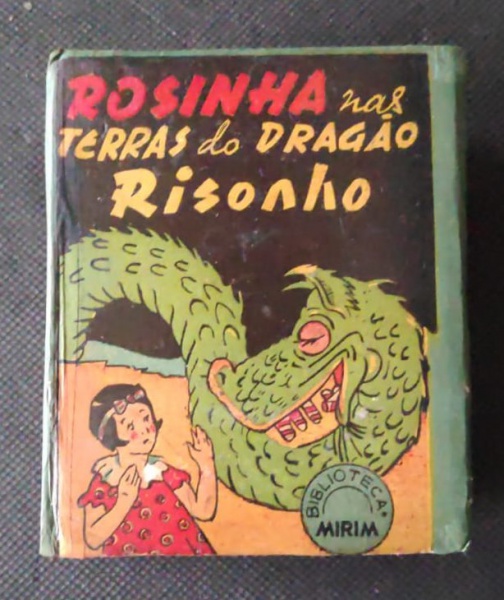 ROSINHA nas
TERRAS do DRAGÃO
Risonho
BIBLIOTECA
MIRIM